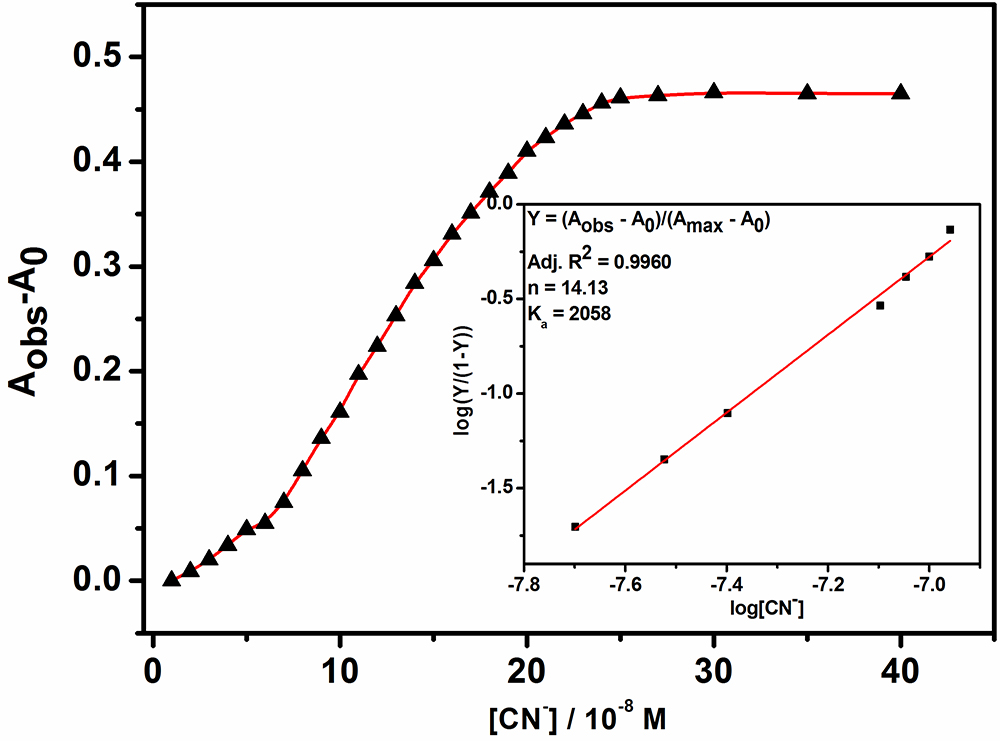 0.5
0.4
0.3
0.2
0.1
0.0
Aobs-A0
0 10 20 30 40
[CN-] / 10-8 M
Y = (Aobs - A0)/(Amax - A0)
Adj. R2 = 0.9960
n = 14.13
Ka = 2058
0.0
-0.5
-1.0
-1.5
log(Y/(1-Y))
-7.8 -7.6 -7.4 -7.2 -7.0
log[CN-]